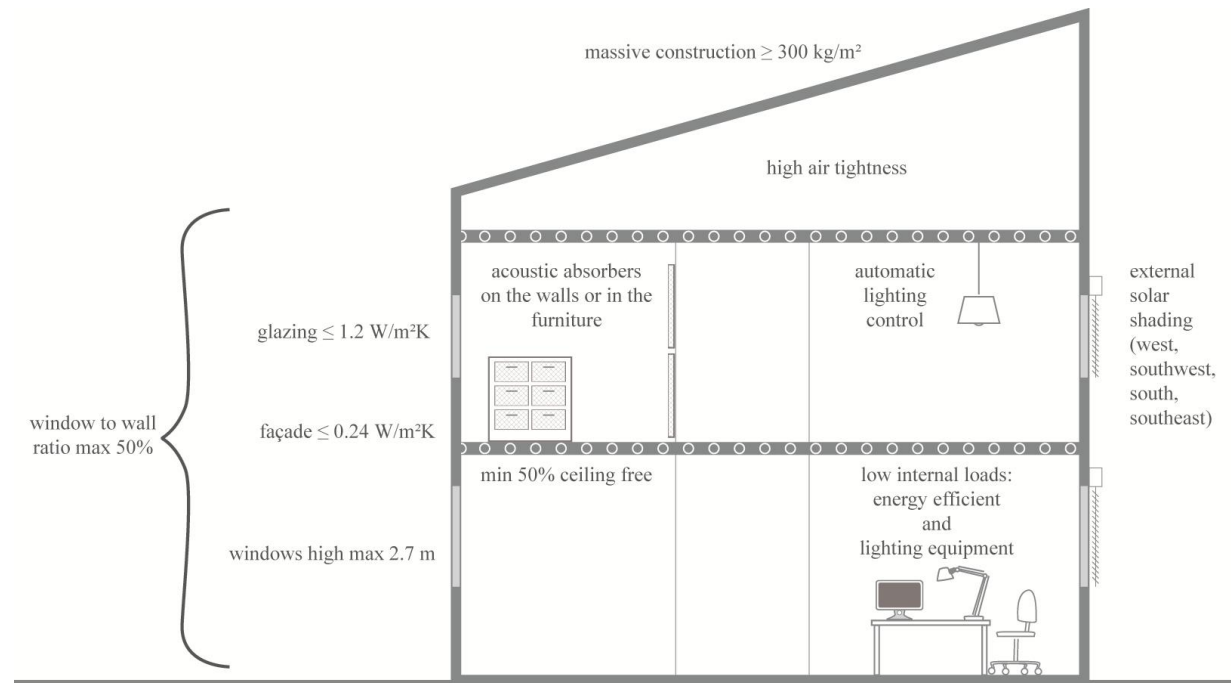 massive construction ≥ 300 kg/m²
high air tightness
acoustic absorbers
on the walls or in the
furniture
automatic
lighting
control
external
solar
shading
(west,
southwest,
south,
southeast)
glazing ≤ 1.2 W/m²K
window to wall
ratio max 50%
façade ≤ 0.24 W/m²K
min 50% ceiling free
low internal loads:
energy efficient
and
lighting equipment
windows high max 2.7 m